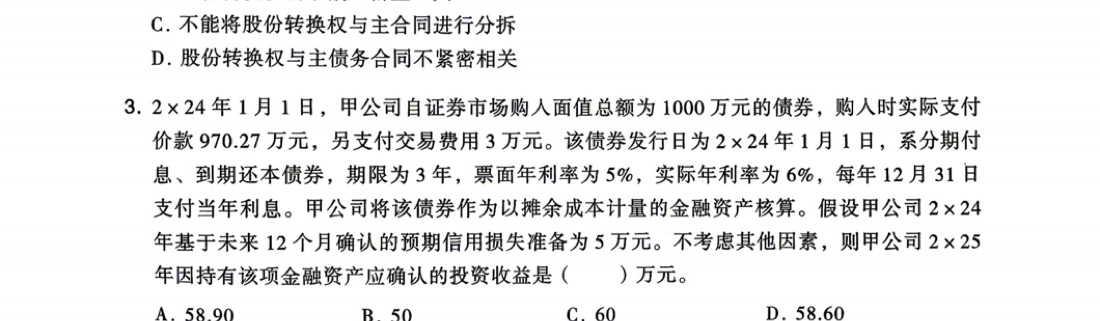 C. 不能将股份转换权与主合同进行分拆
D. 股份转换权与主债务合同不紧密相关
3. 2×24 年 1 月 1 日，甲公司自证券市场购入面值总额为 1000 万元的债券，购入时实际支付
价款 970.27 万元，另支付交易费用 3 万元。该债券发行日为 2×24 年 1 月 1 日，系分期付
息、到期还本债券，期限为 3 年，票面年利率为 5%，实际年利率为 6%，每年 12 月 31 日
支付当年利息。甲公司将该债券作为以摊余成本计量的金融资产核算。假设甲公司 2×24
年基于未来 12 个月确认的预期信用损失准备为 5 万元。不考虑其他因素，则甲公司 2×25
年因持有该项金融资产应确认的投资收益是（　　）万元。
A. 58.90 B. 50 C. 60 D. 58.60